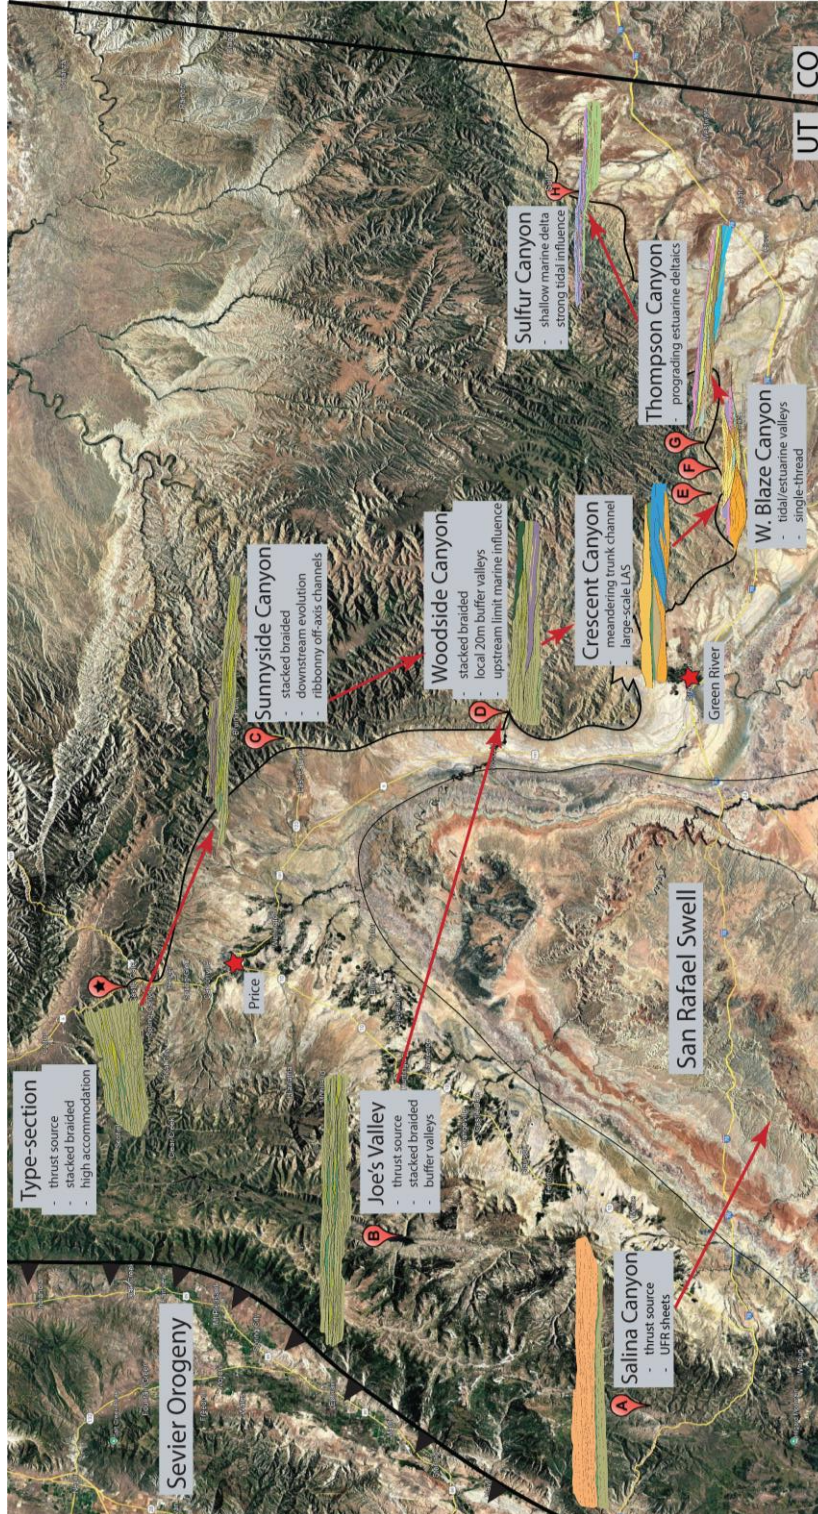 Sevier Orogeny
Type-section
- thrust source
- stacked braided
- high accommodation
Price
Joe's Valley
- thrust source
- stacked braided
- buffer valleys
B
Salina Canyon
- thrust source
- UFR sheets
A
San Rafael Swell
Sunnyside Canyon
- stacked braided
- downstream evolution
- ribbonny off-axis channels
C
Woodside Canyon
- stacked braided
- local 20m buffer valleys
- upstream limit marine influence
D
Crescent Canyon
- meandering trunk channel
- large-scale LAS
Green River
W. Blaze Canyon
- tidal/estuarine valleys
- single-thread
E
F
G
Thompson Canyon
- prograding estuarine deltaics
Sulfur Canyon
- shallow marine delta
- strong tidal influence
H
UT
CO